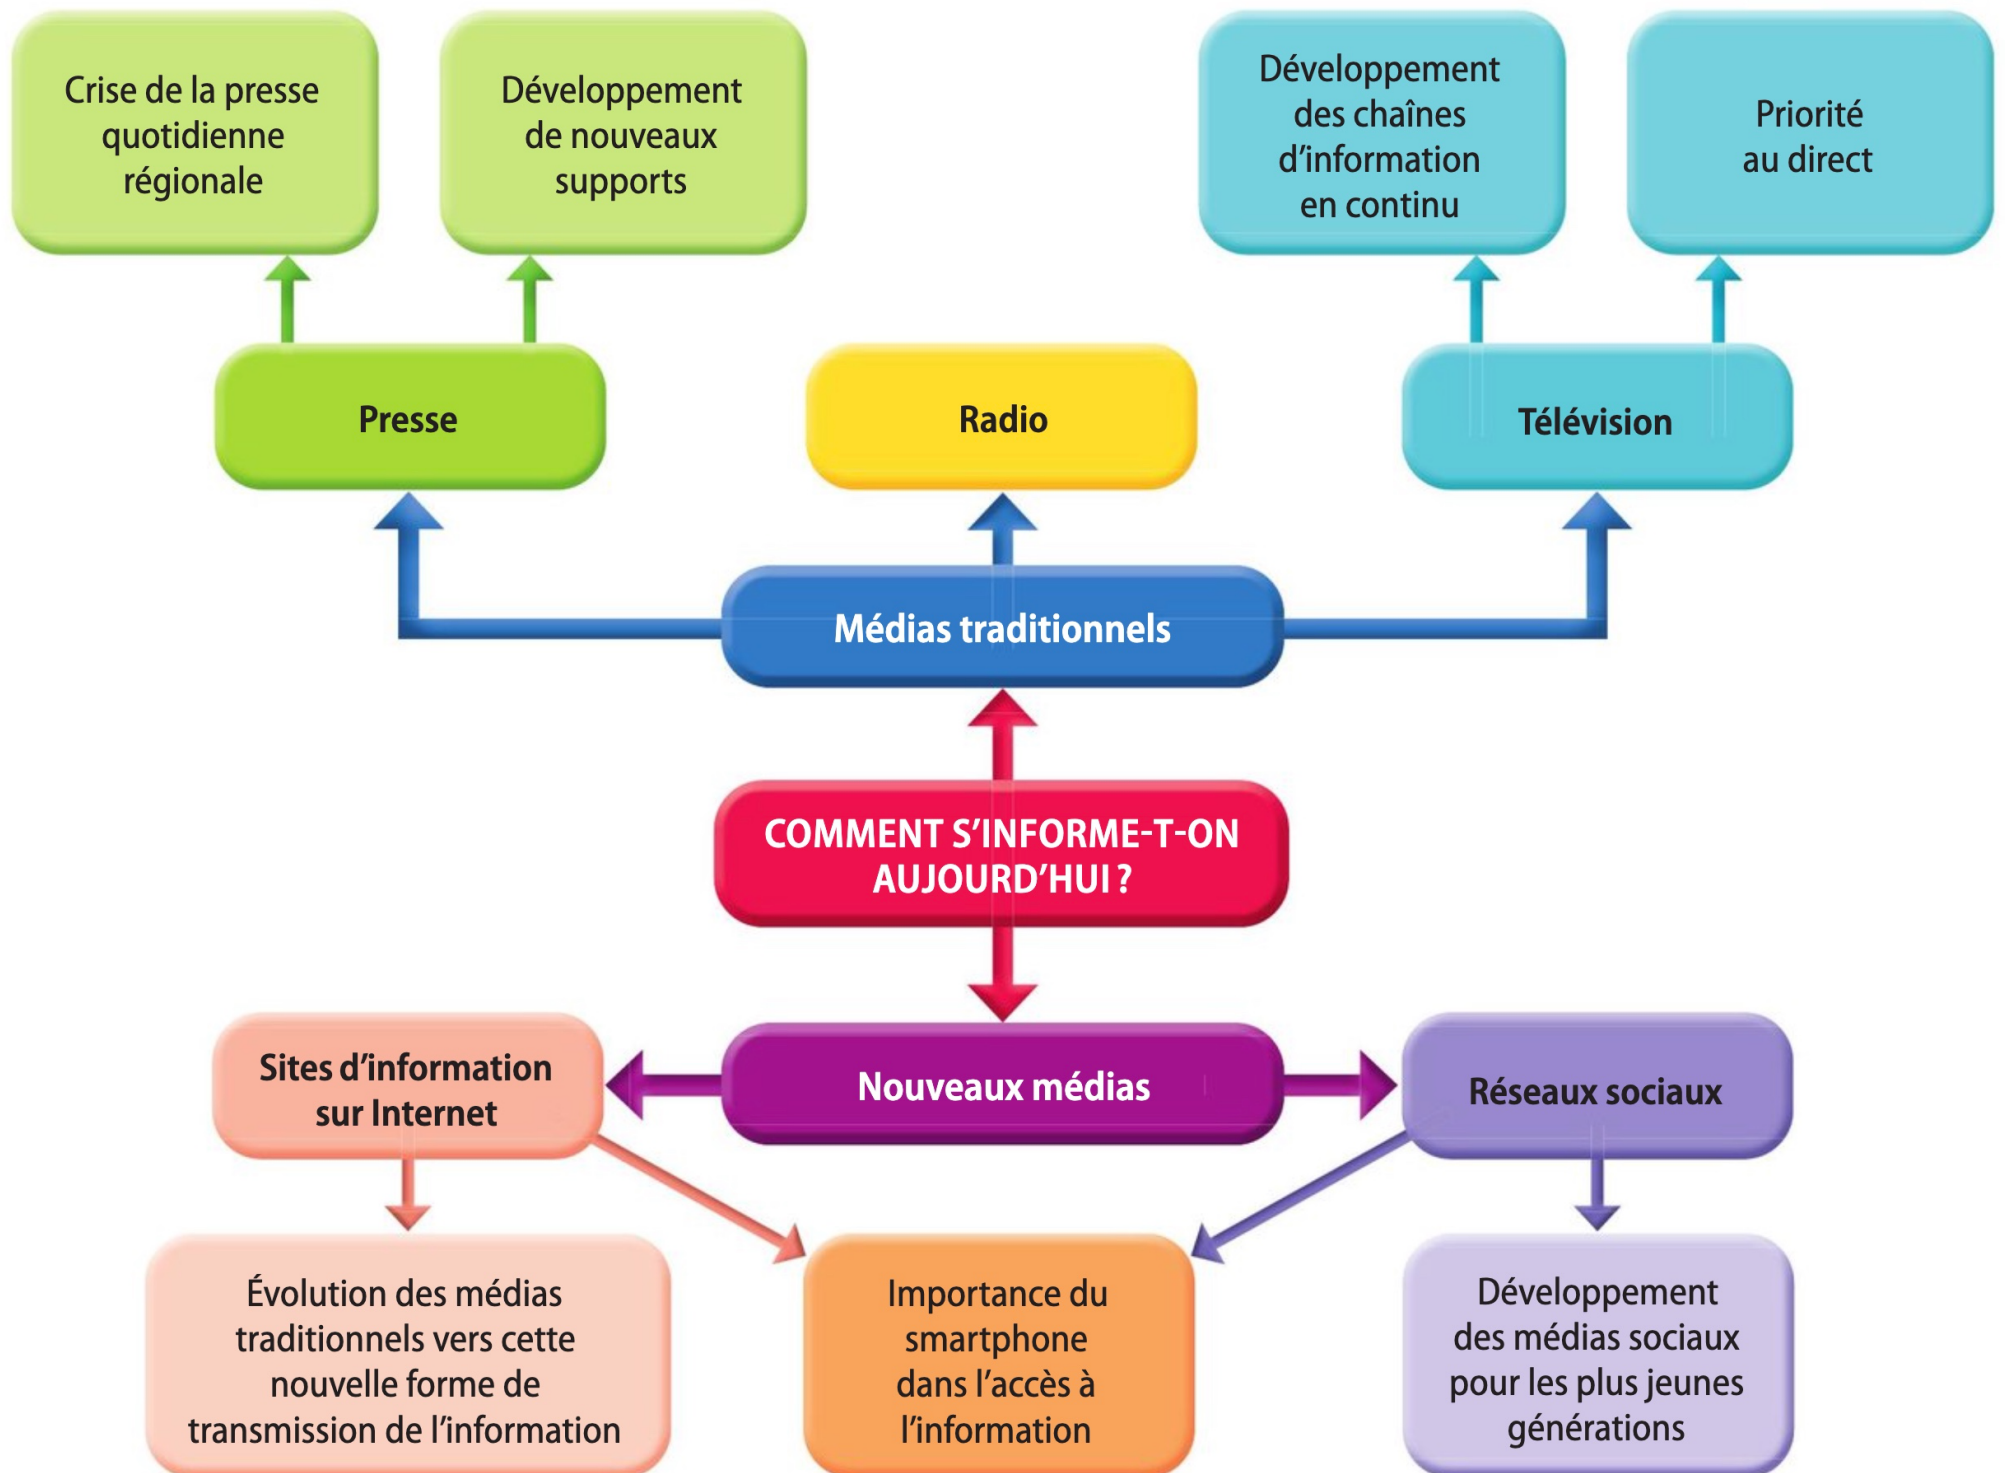 Crise de la presse
quotidienne
régionale
Développement
de nouveaux
supports
Développement
des chaînes
d’information
en continu
Priorité
au direct
Presse
Radio
Télévision
Médias traditionnels
COMMENT S’INFORME-T-ON
AUJOURD’HUI ?
Sites d’information
sur Internet
Nouveaux médias
Réseaux sociaux
Évolution des médias
traditionnels vers cette
nouvelle forme de
transmission de l’information
Importance du
smartphone
dans l’accès à
l’information
Développement
des médias sociaux
pour les plus jeunes
générations